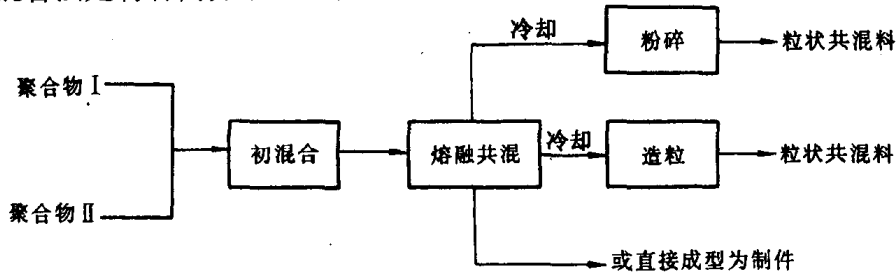 冷却
粉碎
粒状共混料
聚合物Ⅰ
初混合
熔融共混
冷却
造粒
粒状共混料
聚合物Ⅱ
或直接成型为制件